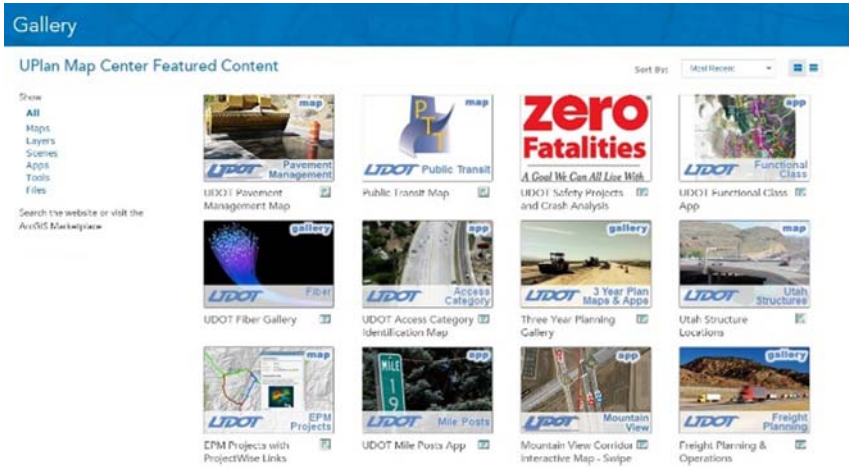 Gallery
UPlan Map Center Featured Content
Sort By:
Most Recent
Show
All
Maps
Layers
Scenes
Apps
Tools
Files
Search the website or visit the
ArcGIS Marketplace
map
UDOT
Pavement
Management
UDOT Pavement
Management Map
PTT
map
UDOT Public Transit
Public Transit Map
Zero
Fatalities
A Goal We Can All Live With
UDOT Safety Projects
and Crash Analysis
app
UDOT
Functional
Class
UDOT Functional Class
App
gallery
UDOT
Fiber
UDOT Fiber Gallery
app
UDOT
Access
Category
UDOT Access Category
Identification Map
gallery
UDOT
3 Year Plan
Maps & Apps
Three Year Planning
Gallery
map
UDOT
Utah
Structures
Utah Structure
Locations
map
UDOT
EPM
Projects
EPM Projects with
ProjectWise Links
MILE
19
app
UDOT
Mile Posts
UDOT Mile Posts App
app
UDOT
Mountain
View
Mountain View Corridor
Interactive Map - Swipe
gallery
UDOT
Freight
Planning
Freight Planning &
Operations